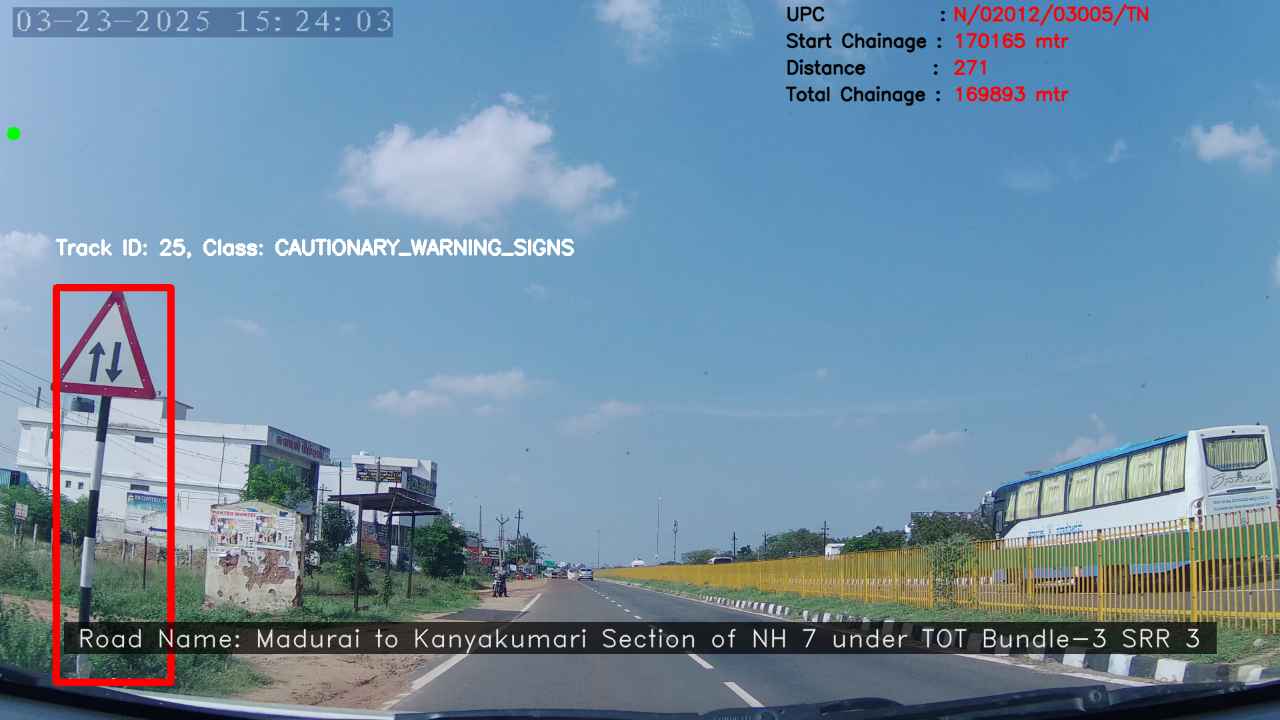 03-23-2025 15:24:03
UPC : N/02012/03005/TN
Start Chainage : 170165 mtr
Distance : 271
Total Chainage : 169893 mtr
Track ID: 25, Class: CAUTIONARY_WARNING_SIGNS
Road Name: Madurai to Kanyakumari Section of NH 7 under TOT Bundle-3 SRR 3